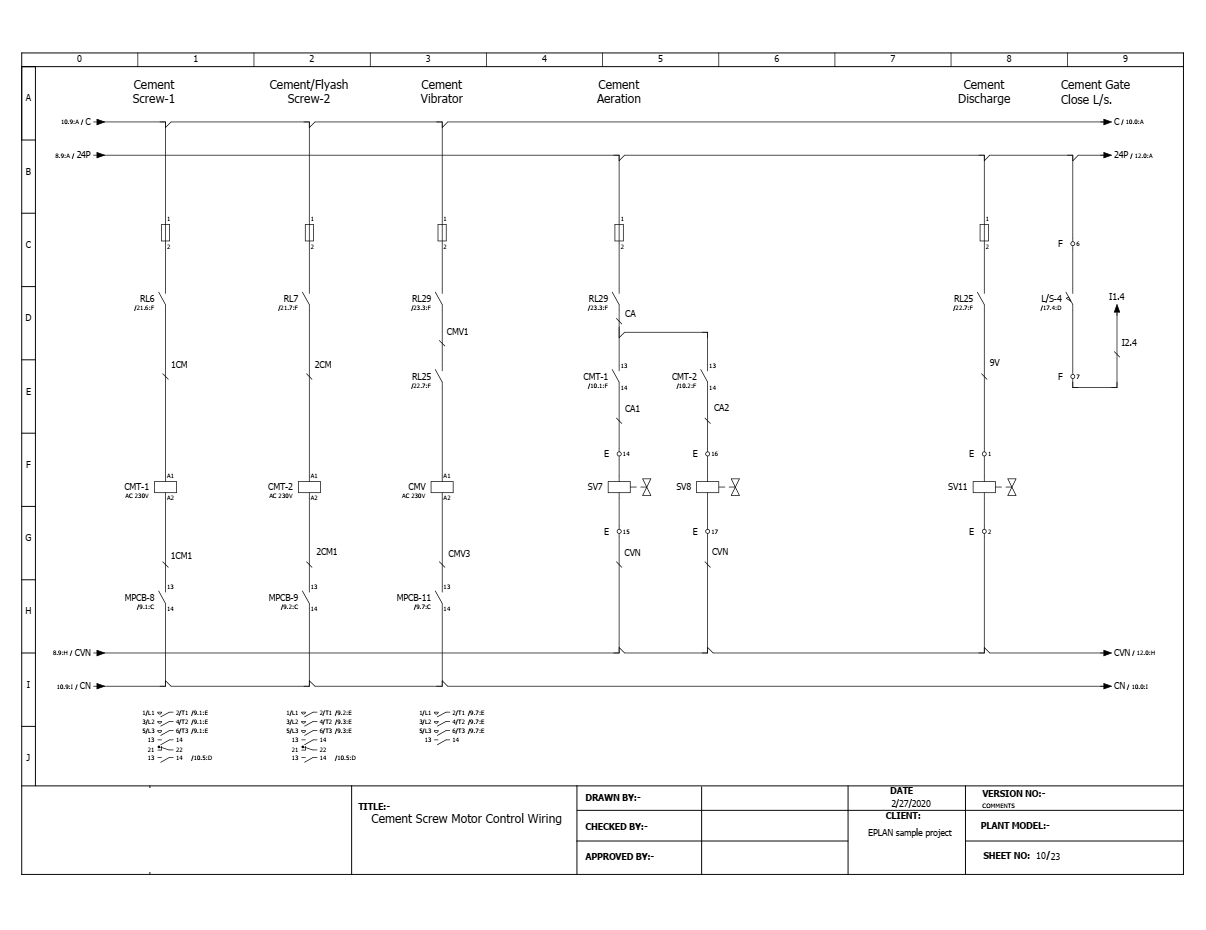 0 1 2 3 4 5 6 7 8 9
A
Cement
Screw-1
Cement/Flyash
Screw-2
Cement
Vibrator
Cement
Aeration
Cement
Discharge
Cement Gate
Close L/s.
10.9:A / C
C / 10.0:A
8.9:A / 24P
24P / 12.0:A
B
1
2
1
2
1
2
1
2
1
2
C
F 6
RL6
/21.6:F
RL7
/21.7:F
RL29
/23.3:F
RL29
/23.3:F
RL25
/22.7:F
L/S-4
/17.4:D
I1.4
D
CA
CMV1
I2.4
1CM
2CM
9V
RL25
/22.7:F
CMT-1
/10.1:F
13
14
CMT-2
/10.2:F
13
14
F 7
E
CA1
CA2
E 14
E 16
E 1
F
CMT-1
AC 230V
A1
A2
CMT-2
AC 230V
A1
A2
CMV
AC 230V
A1
A2
SV7
SV8
SV11
E 15
E 17
E 2
G
1CM1
2CM1
CMV3
CVN
CVN
MPCB-8
/9.1:C
13
14
MPCB-9
/9.2:C
13
14
MPCB-11
/9.7:C
13
14
H
8.9:H / CVN
CVN / 12.0:H
I
10.9:I / CN
CN / 10.0:I
1/L1 2/T1 /9.1:E
3/L2 4/T2 /9.1:E
5/L3 6/T3 /9.1:E
13 14
21 22
13 14 /10.5:D
1/L1 2/T1 /9.2:E
3/L2 4/T2 /9.3:E
5/L3 6/T3 /9.3:E
13 14
21 22
13 14 /10.5:D
1/L1 2/T1 /9.7:E
3/L2 4/T2 /9.7:E
5/L3 6/T3 /9.7:E
13 14
J
TITLE:-
Cement Screw Motor Control Wiring
DRAWN BY:-
CHECKED BY:-
APPROVED BY:-
DATE
2/27/2020
CLIENT:
EPLAN sample project
VERSION NO:-
COMMENTS
PLANT MODEL:-
SHEET NO: 10/23